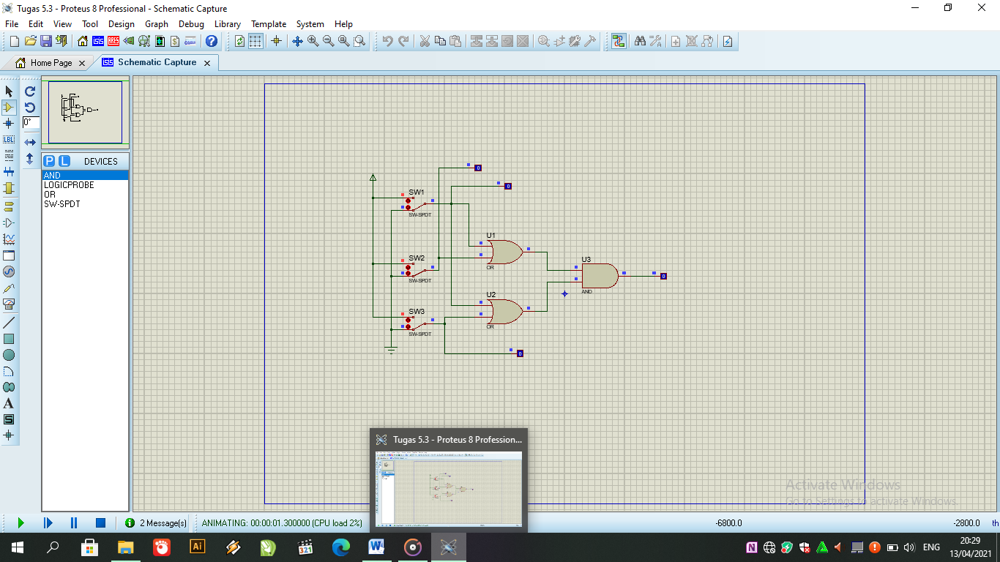 Tugas 5.3 - Proteus 8 Professional - Schematic Capture
File Edit View Tool Design Graph Debug Library Template System Help
Home Page
Schematic Capture
0°
P L DEVICES
AND
LOGICPROBE
OR
SW-SPDT
0
0
SW1
SW-SPDT
U1
OR
SW2
SW-SPDT
U3
AND
0
U2
OR
SW3
SW-SPDT
0
Tugas 5.3 - Proteus 8 Profession...
Activate Windows
Go to Settings to activate Windows.
2 Message(s)
ANIMATING: 00:00:01.300000 (CPU load 2%)
-6800.0
-2800.0
th
ENG
20:29
13/04/2021